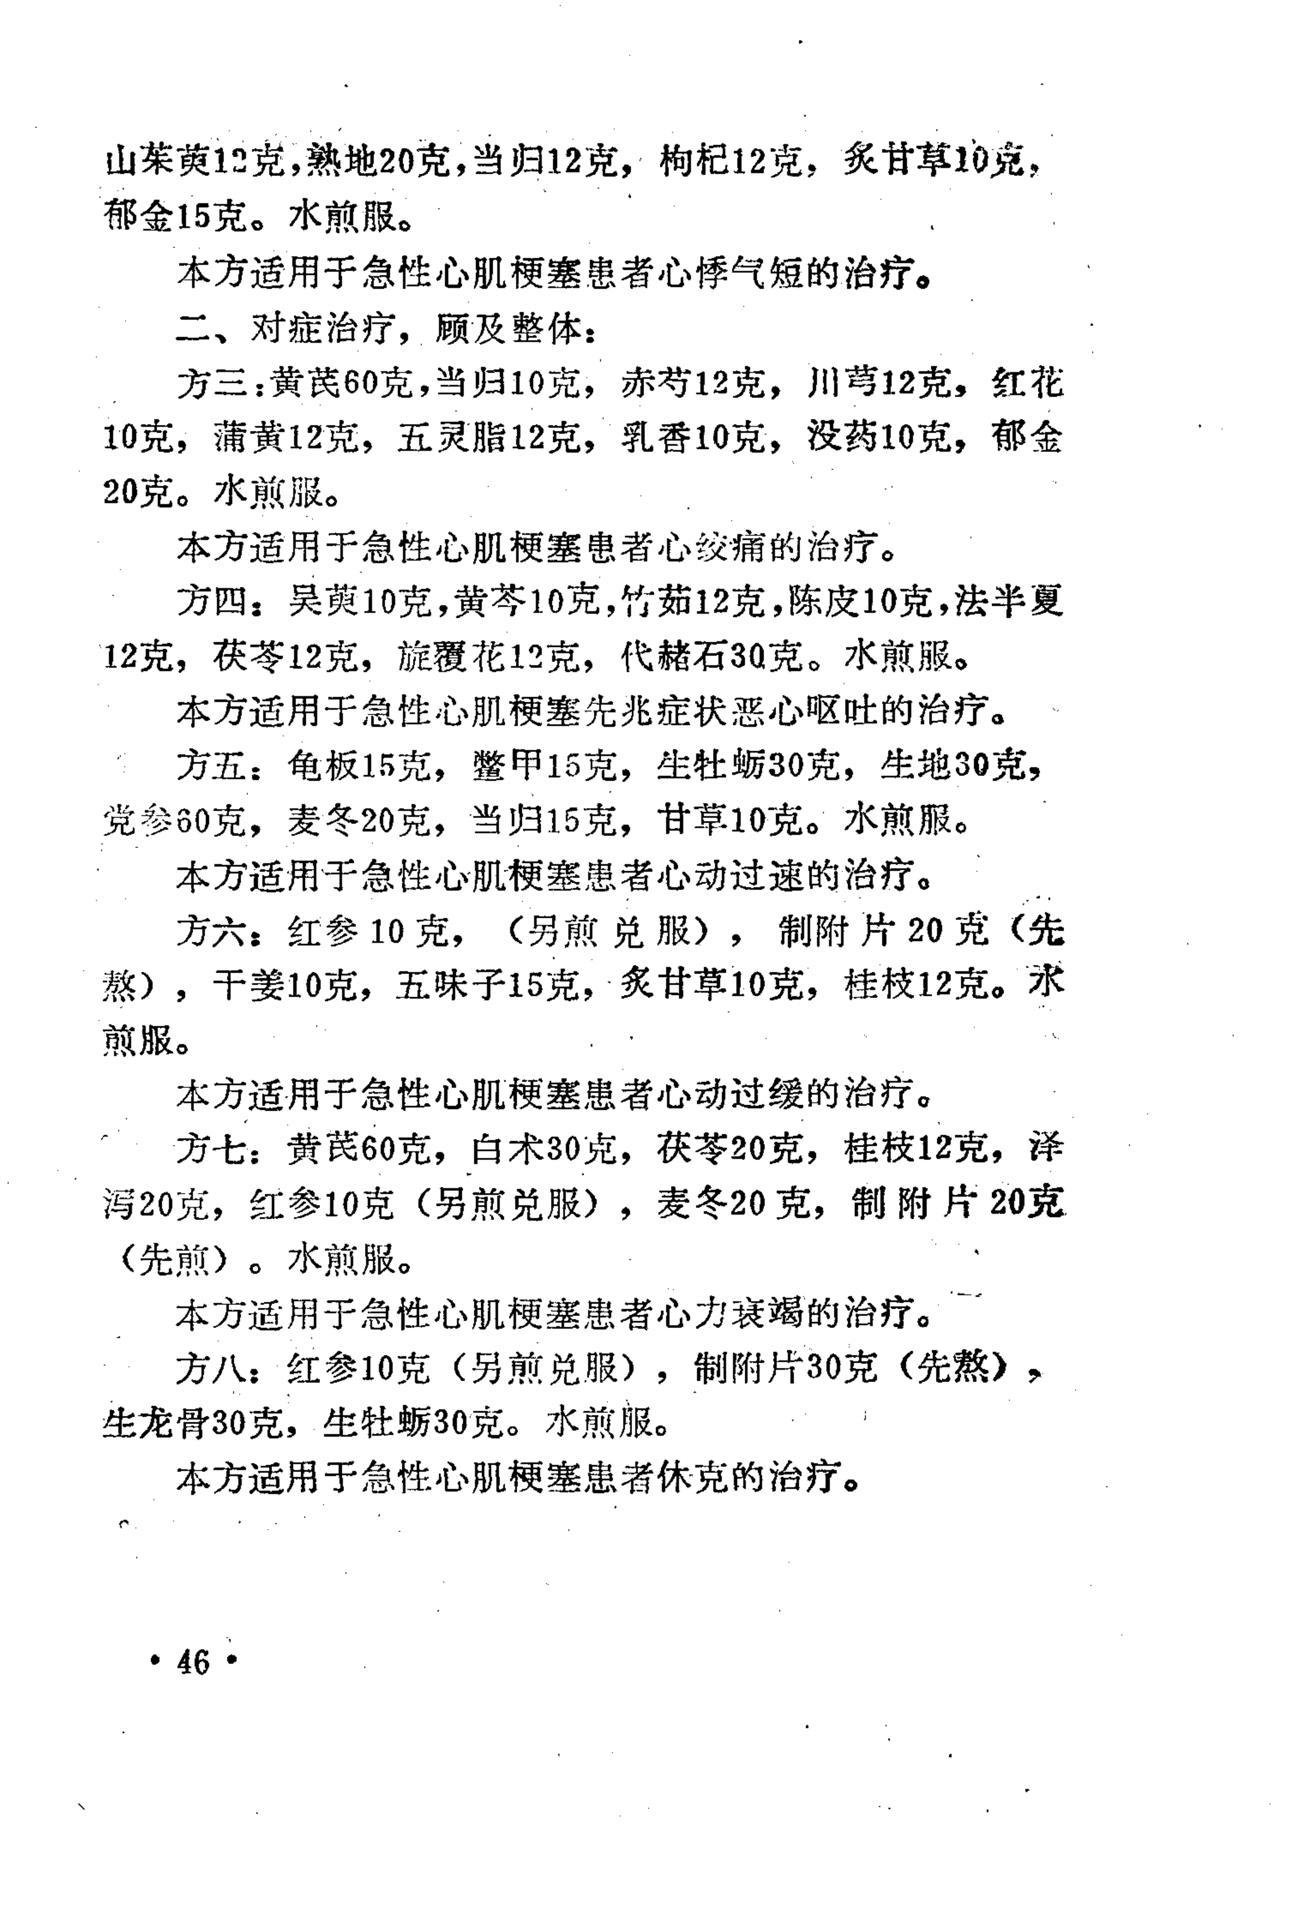 山茱萸12克，熟地20克，当归12克，枸杞12克，炙甘草10克，
郁金15克。水煎服。
本方适用于急性心肌梗塞患者心悸气短的治疗。
二、对症治疗，顾及整体：
方三：黄芪60克，当归10克，赤芍12克，川芎12克，红花
10克，蒲黄12克，五灵脂12克，乳香10克，没药10克，郁金
20克。水煎服。
本方适用于急性心肌梗塞患者心绞痛的治疗。
方四：吴萸10克，黄芩10克，竹茹12克，陈皮10克，法半夏
12克，茯苓12克，旋覆花12克，代赭石30克。水煎服。
本方适用于急性心肌梗塞先兆症状恶心呕吐的治疗。
方五：龟板15克，鳖甲15克，生牡蛎30克，生地30克，
党参60克，麦冬20克，当归15克，甘草10克。水煎服。
本方适用于急性心肌梗塞患者心动过速的治疗。
方六：红参10克，（另煎兑服），制附片20克（先
熬），干姜10克，五味子15克，炙甘草10克，桂枝12克。水
煎服。
本方适用于急性心肌梗塞患者心动过缓的治疗。
方七：黄芪60克，白术30克，茯苓20克，桂枝12克，泽
泻20克，红参10克（另煎兑服），麦冬20克，制附片20克
（先煎）。水煎服。
本方适用于急性心肌梗塞患者心力衰竭的治疗。
方八：红参10克（另煎兑服），制附片30克（先熬），
生龙骨30克，生牡蛎30克。水煎服。
本方适用于急性心肌梗塞患者休克的治疗。
·46·